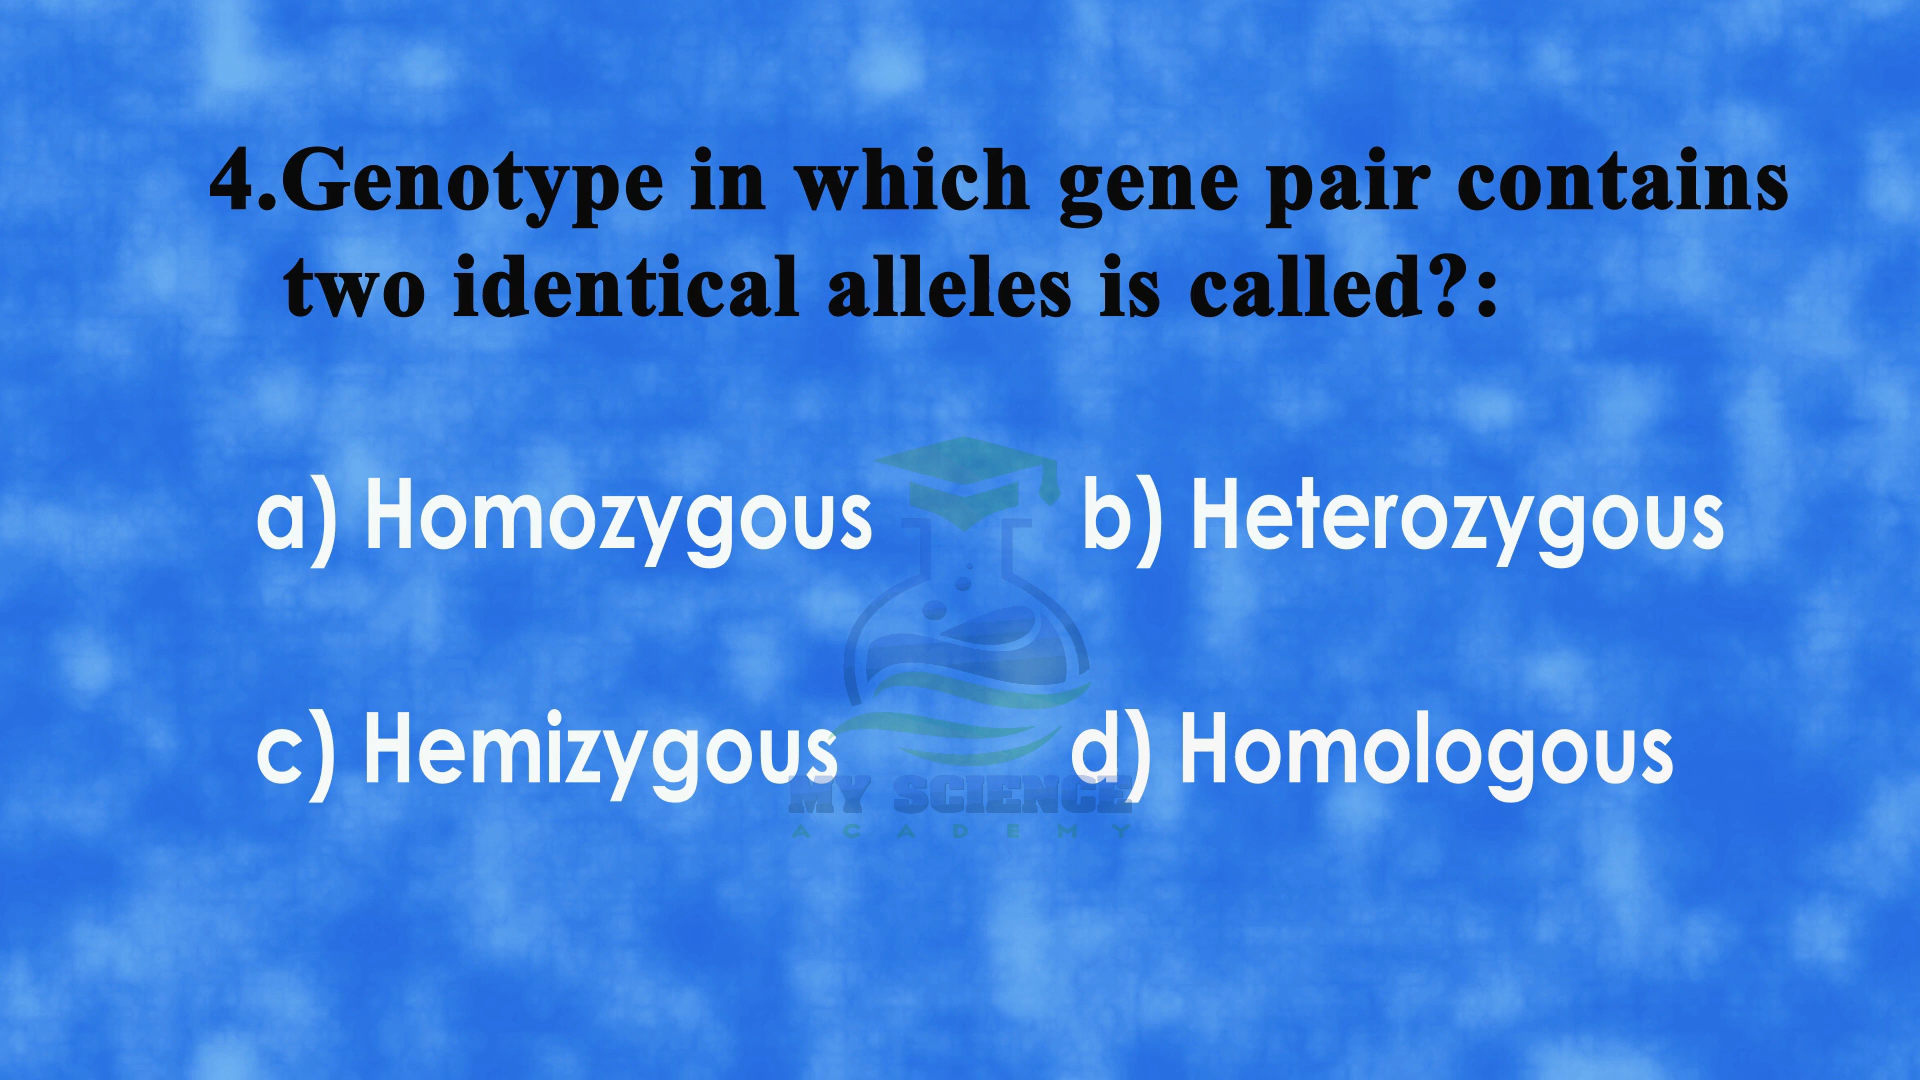 4.Genotype in which gene pair contains
two identical alleles is called?:
a) Homozygous
b) Heterozygous
c) Hemizygous
d) Homologous
MY SCIENCE
ACADEMY